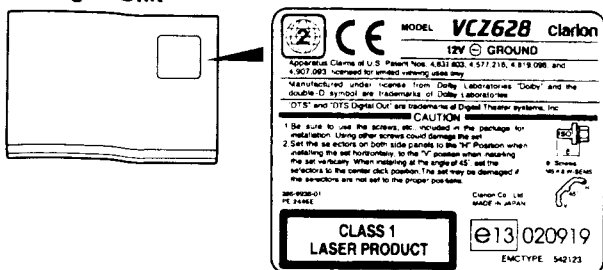 Unit
2 CE MODEL VCZ628 clarion
12V ⊖ GROUND
Apparatus Claims of U.S. Patent Nos. 4,631,603, 4,577,216, 4,819,098, and
4,907,093 licensed for limited viewing uses only
Manufactured under license from Dolby Laboratories "Dolby" and the
double-D symbol are trademarks of Dolby Laboratories
"DTS" and "DTS Digital Out" are trademarks of Digital Theater systems, Inc
CAUTION
1 Be sure to use the screws, etc., included in the package for
installation. Using other screws could damage the set
2 Set the selectors on both side panels to the "H" Position when
installing the set horizontally, to the "V" position when installing
the set vertically. When installing at the angle of 45°, set the
selectors to the center click position. The set may be damaged if
the selectors are not set to the proper positions.
ISO
ℓ
ℓ: 8mm
H
45°
V
PE 2446E
Clarion Co., Ltd.
MADE IN JAPAN
CLASS 1
LASER PRODUCT
e13 020919
EMCTYPE 542123